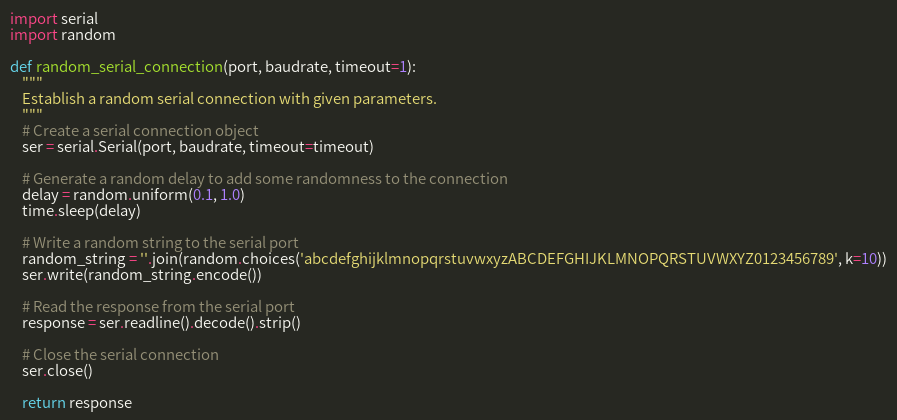 import serial
import random
def random_serial_connection(port, baudrate, timeout=1):
"""
Establish a random serial connection with given parameters.
"""
# Create a serial connection object
ser = serial.Serial(port, baudrate, timeout=timeout)
# Generate a random delay to add some randomness to the connection
delay = random.uniform(0.1, 1.0)
time.sleep(delay)
# Write a random string to the serial port
random_string = ''.join(random.choices('abcdefghijklmnopqrstuvwxyzABCDEFGHIJKLMNOPQRSTUVWXYZ0123456789', k=10))
ser.write(random_string.encode())
# Read the response from the serial port
response = ser.readline().decode().strip()
# Close the serial connection
ser.close()
return response